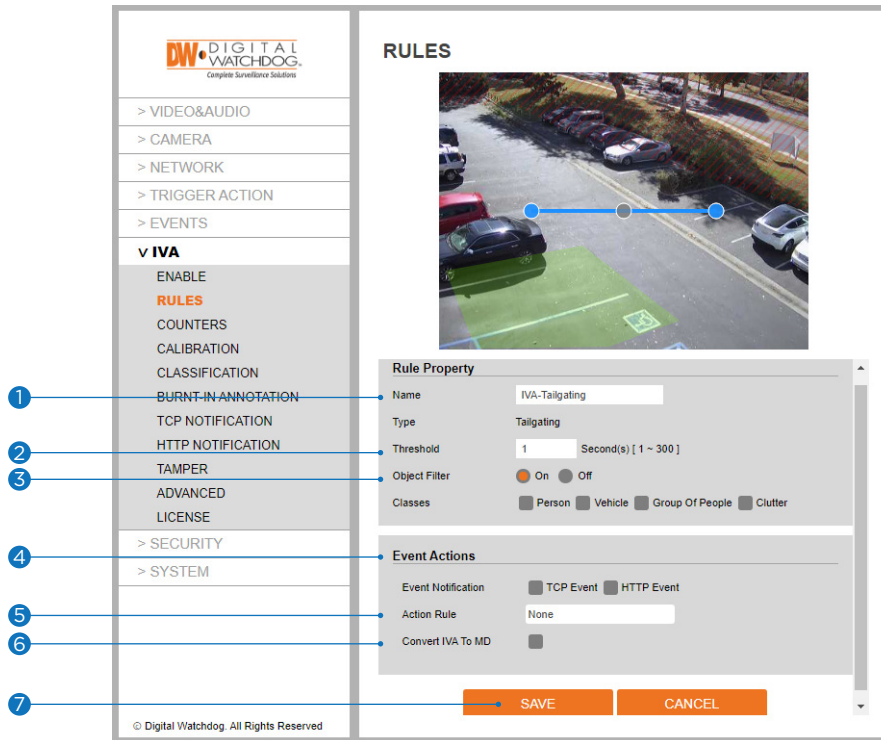 DW DIGITAL
WATCHDOG®
Complete Surveillance Solutions
> VIDEO&AUDIO
> CAMERA
> NETWORK
> TRIGGER ACTION
> EVENTS
v IVA
ENABLE
RULES
COUNTERS
CALIBRATION
CLASSIFICATION
BURNT-IN ANNOTATION
TCP NOTIFICATION
HTTP NOTIFICATION
TAMPER
ADVANCED
LICENSE
> SECURITY
> SYSTEM
© Digital Watchdog. All Rights Reserved
RULES
Rule Property
1 Name IVA-Tailgating
Type Tailgating
2 Threshold 1 Second(s) [ 1 ~ 300 ]
3 Object Filter On Off
Classes Person Vehicle Group Of People Clutter
4 Event Actions
Event Notification TCP Event HTTP Event
5 Action Rule None
6 Convert IVA To MD
7 SAVE CANCEL